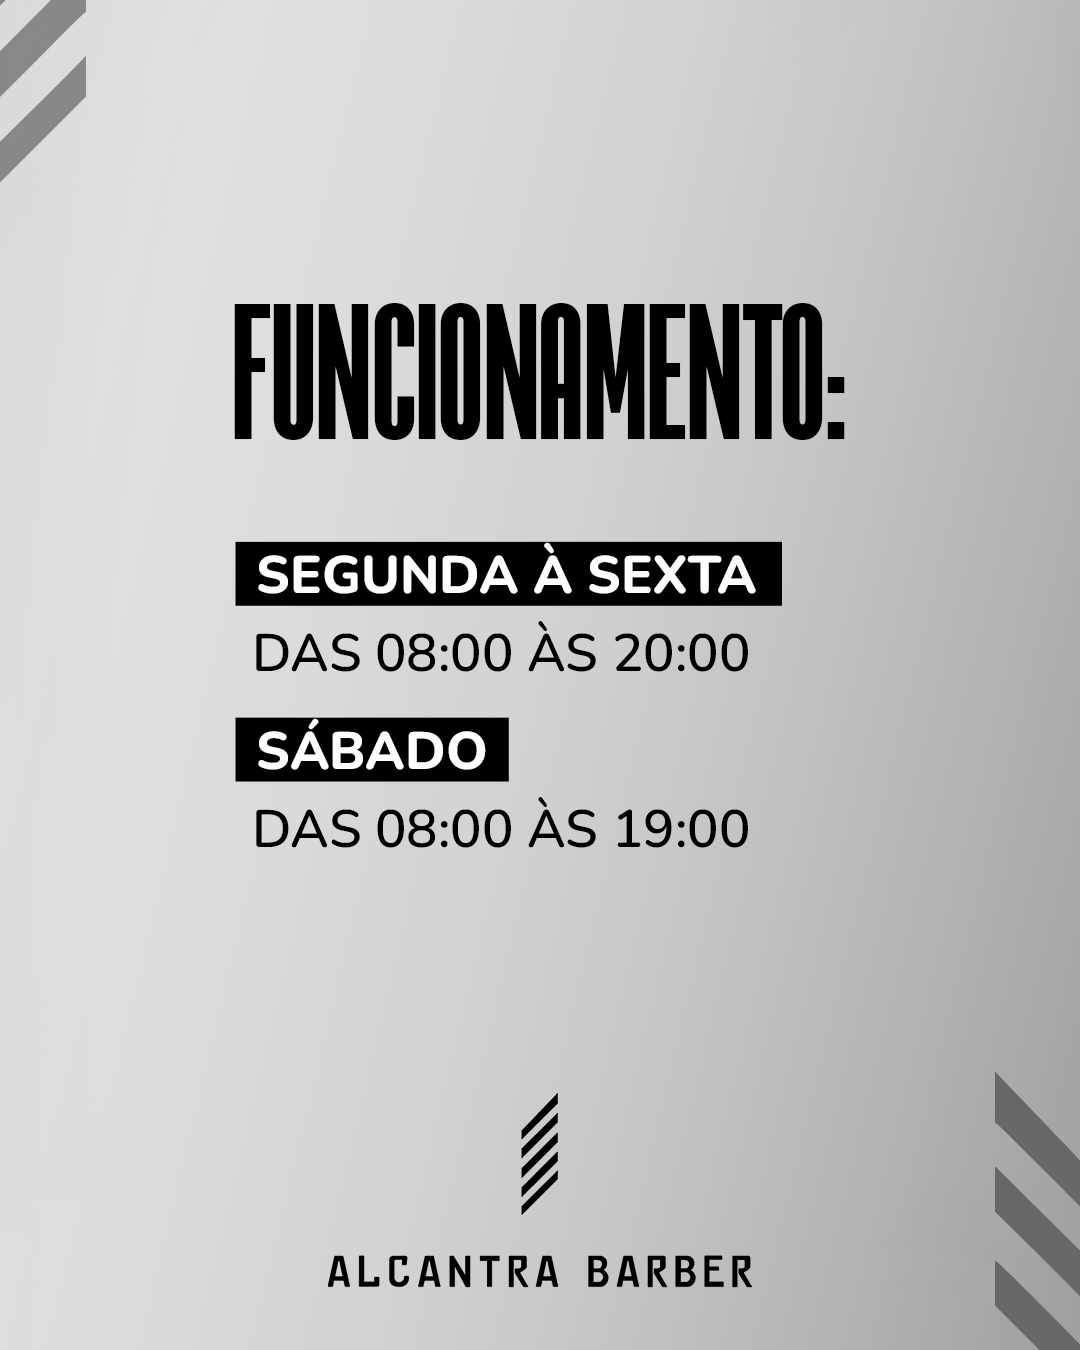 FUNCIONAMENTO:
SEGUNDA À SEXTA
DAS 08:00 ÀS 20:00
SÁBADO
DAS 08:00 ÀS 19:00
ALCANTRA BARBER